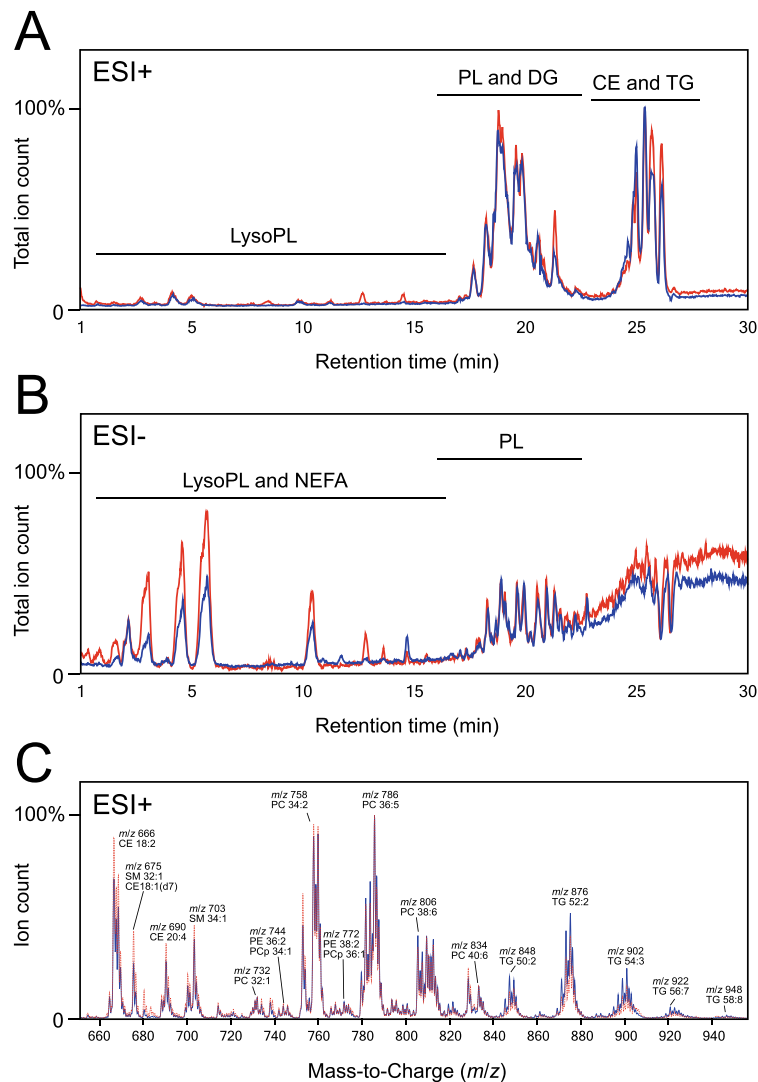 A
ESI+
PL and DG
CE and TG
100%
LysoPL
Total ion count
0
1 5 10 15 20 25 30
Retention time (min)
B
ESI-
PL
100%
LysoPL and NEFA
Total ion count
0
1 5 10 15 20 25 30
Retention time (min)
C
ESI+
100%
m/z 758
PC 34:2
m/z 786
PC 36:5
m/z 666
CE 18:2
m/z 675
SM 32:1
CE18:1(d7)
m/z 690
CE 20:4
m/z 703
SM 34:1
m/z 732
PC 32:1
m/z 744
PE 36:2
PCp 34:1
m/z 772
PE 38:2
PCp 36:1
m/z 806
PC 38:6
m/z 834
PC 40:6
m/z 848
TG 50:2
m/z 876
TG 52:2
m/z 902
TG 54:3
m/z 922
TG 56:7
m/z 948
TG 58:8
Ion count
0
660 680 700 720 740 760 780 800 820 840 860 880 900 920 940
Mass-to-Charge (m/z)